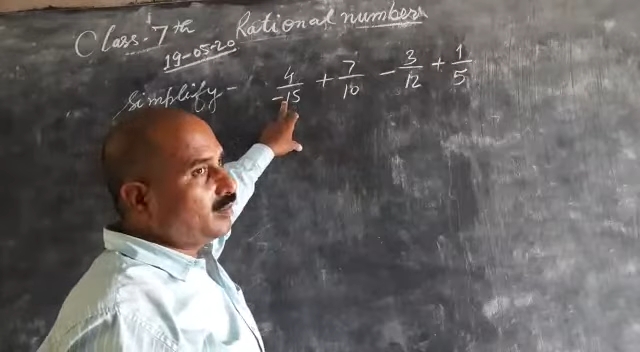 Class-7th Rational numbers
19-05-20
Simplify- 4/-15 + 7/10 - 3/12 + 1/5